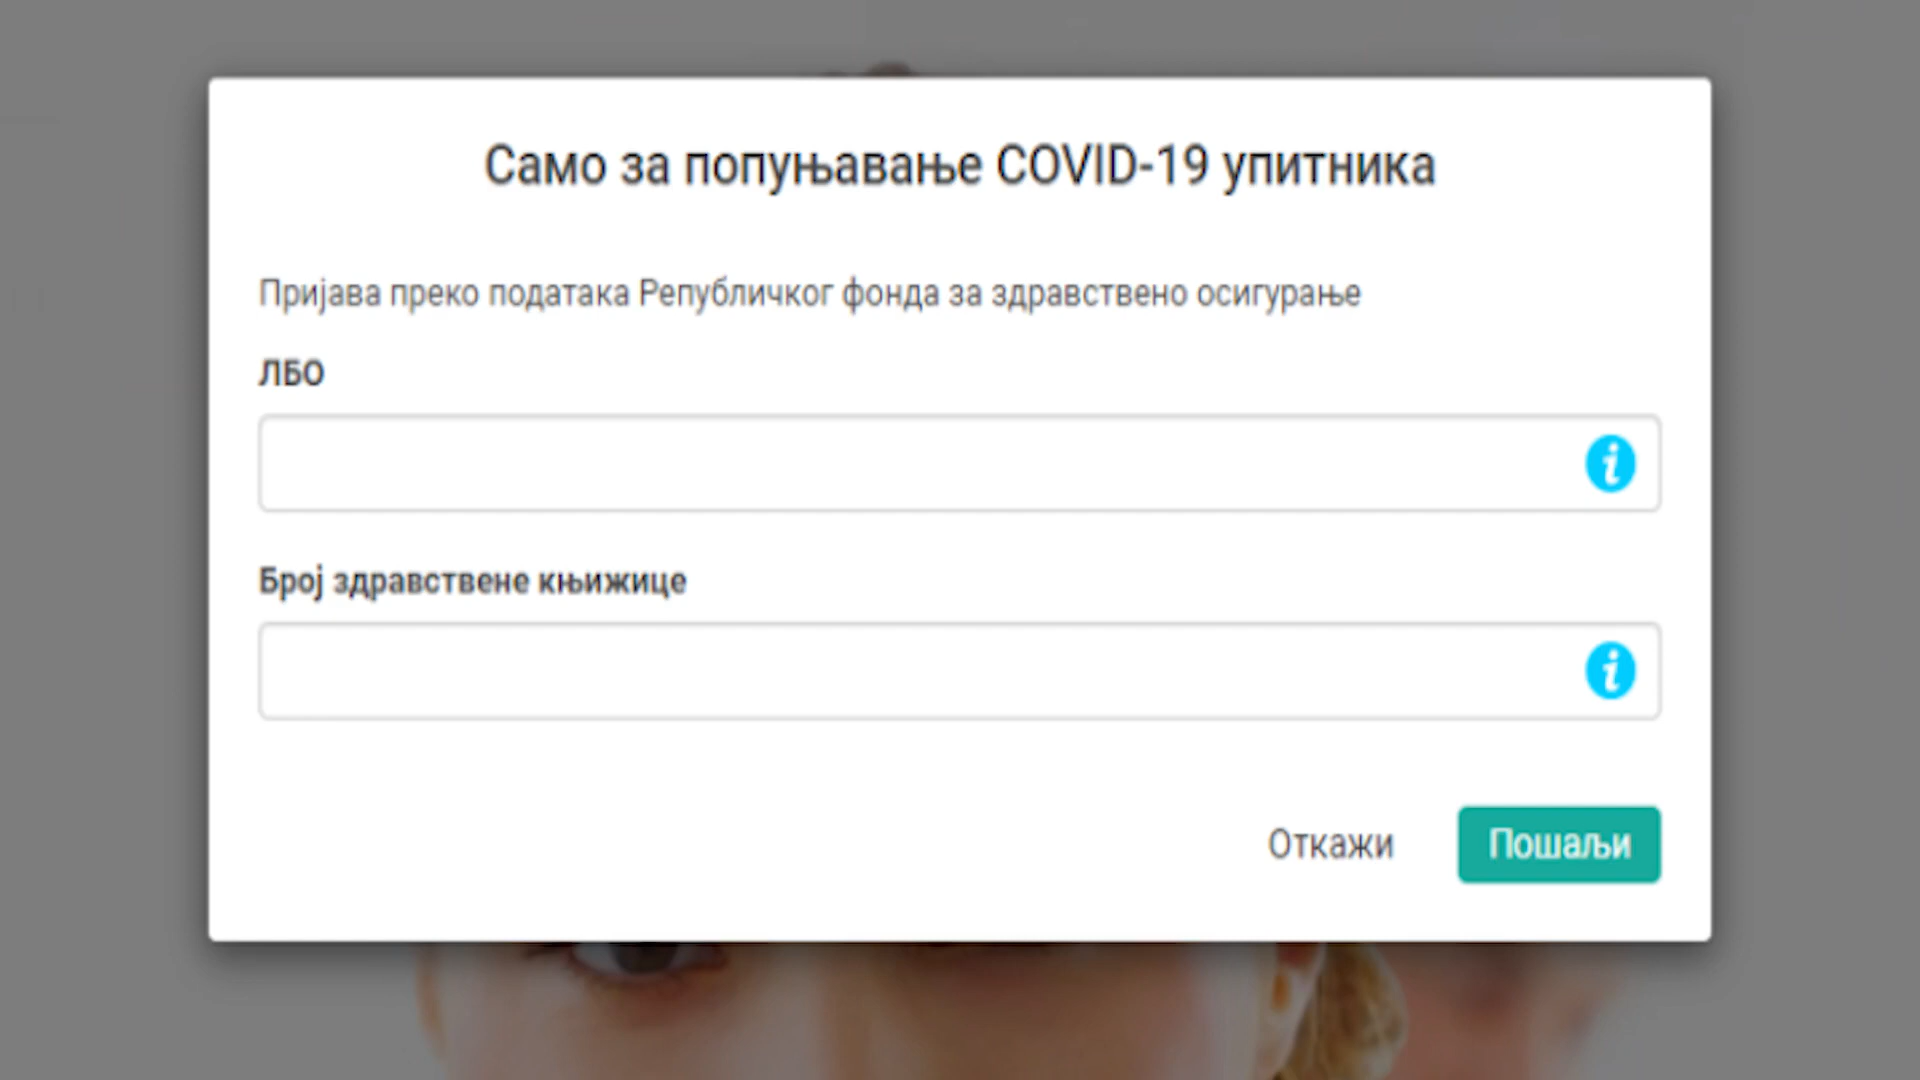 Само за попуњавање COVID-19 упитника
Пријава преко података Републичког фонда за здравствено осигурање
ЛБО
Број здравствене књижице
Откажи
Пошаљи